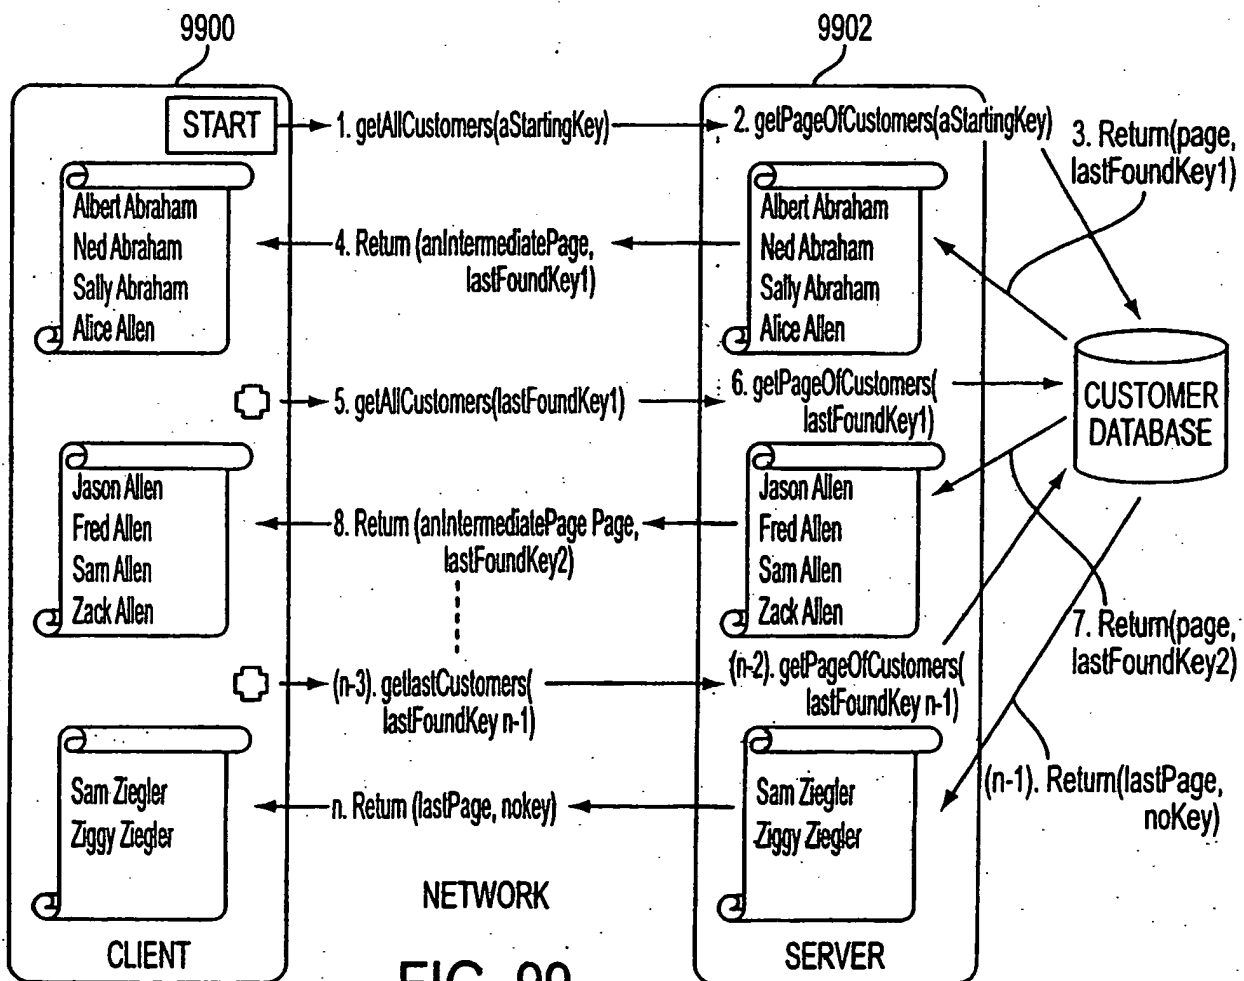 9900
9902
START
1. getAllCustomers(aStartingKey)
2. getPageOfCustomers(aStartingKey)
3. Return(page,
lastFoundKey1)
Albert Abraham
Ned Abraham
Sally Abraham
Alice Allen
4. Return (anIntermediatePage,
lastFoundKey1)
Albert Abraham
Ned Abraham
Sally Abraham
Alice Allen
5. getAllCustomers(lastFoundKey1)
6. getPageOfCustomers(
lastFoundKey1)
CUSTOMER
DATABASE
Jason Allen
Fred Allen
Sam Allen
Zack Allen
8. Return (anIntermediatePage Page,
lastFoundKey2)
Jason Allen
Fred Allen
Sam Allen
Zack Allen
7. Return(page,
lastFoundKey2)
(n-3). getlastCustomers(
lastFoundKey n-1)
(n-2). getPageOfCustomers(
lastFoundKey n-1)
Sam Ziegler
Ziggy Ziegler
n. Return (lastPage, nokey)
Sam Ziegler
Ziggy Ziegler
(n-1). Return(lastPage,
noKey)
NETWORK
CLIENT
SERVER
FIG. 99